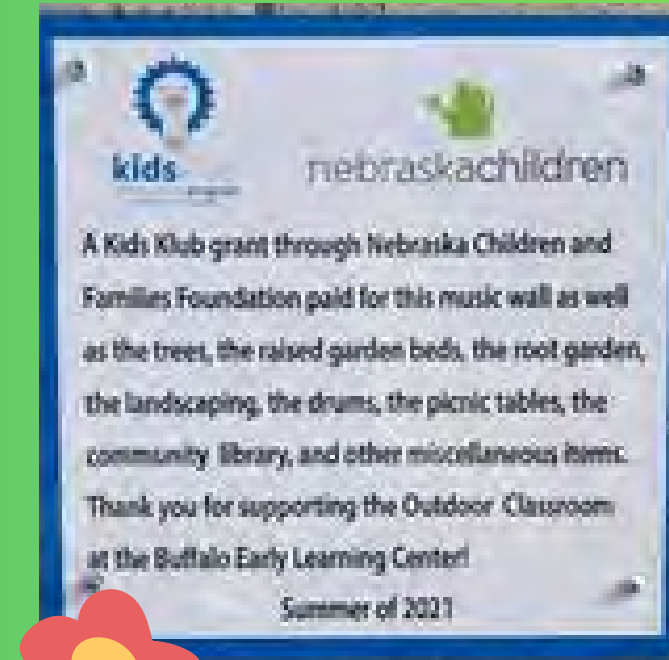 kids
nebraskachildren
A Kids Klub grant through Nebraska Children and
Families Foundation paid for this music wall as well
as the trees, the raised garden beds, the root garden,
the landscaping, the drums, the picnic tables, the
community library, and other miscellaneous items.
Thank you for supporting the Outdoor Classroom
at the Buffalo Early Learning Center!
Summer of 2021